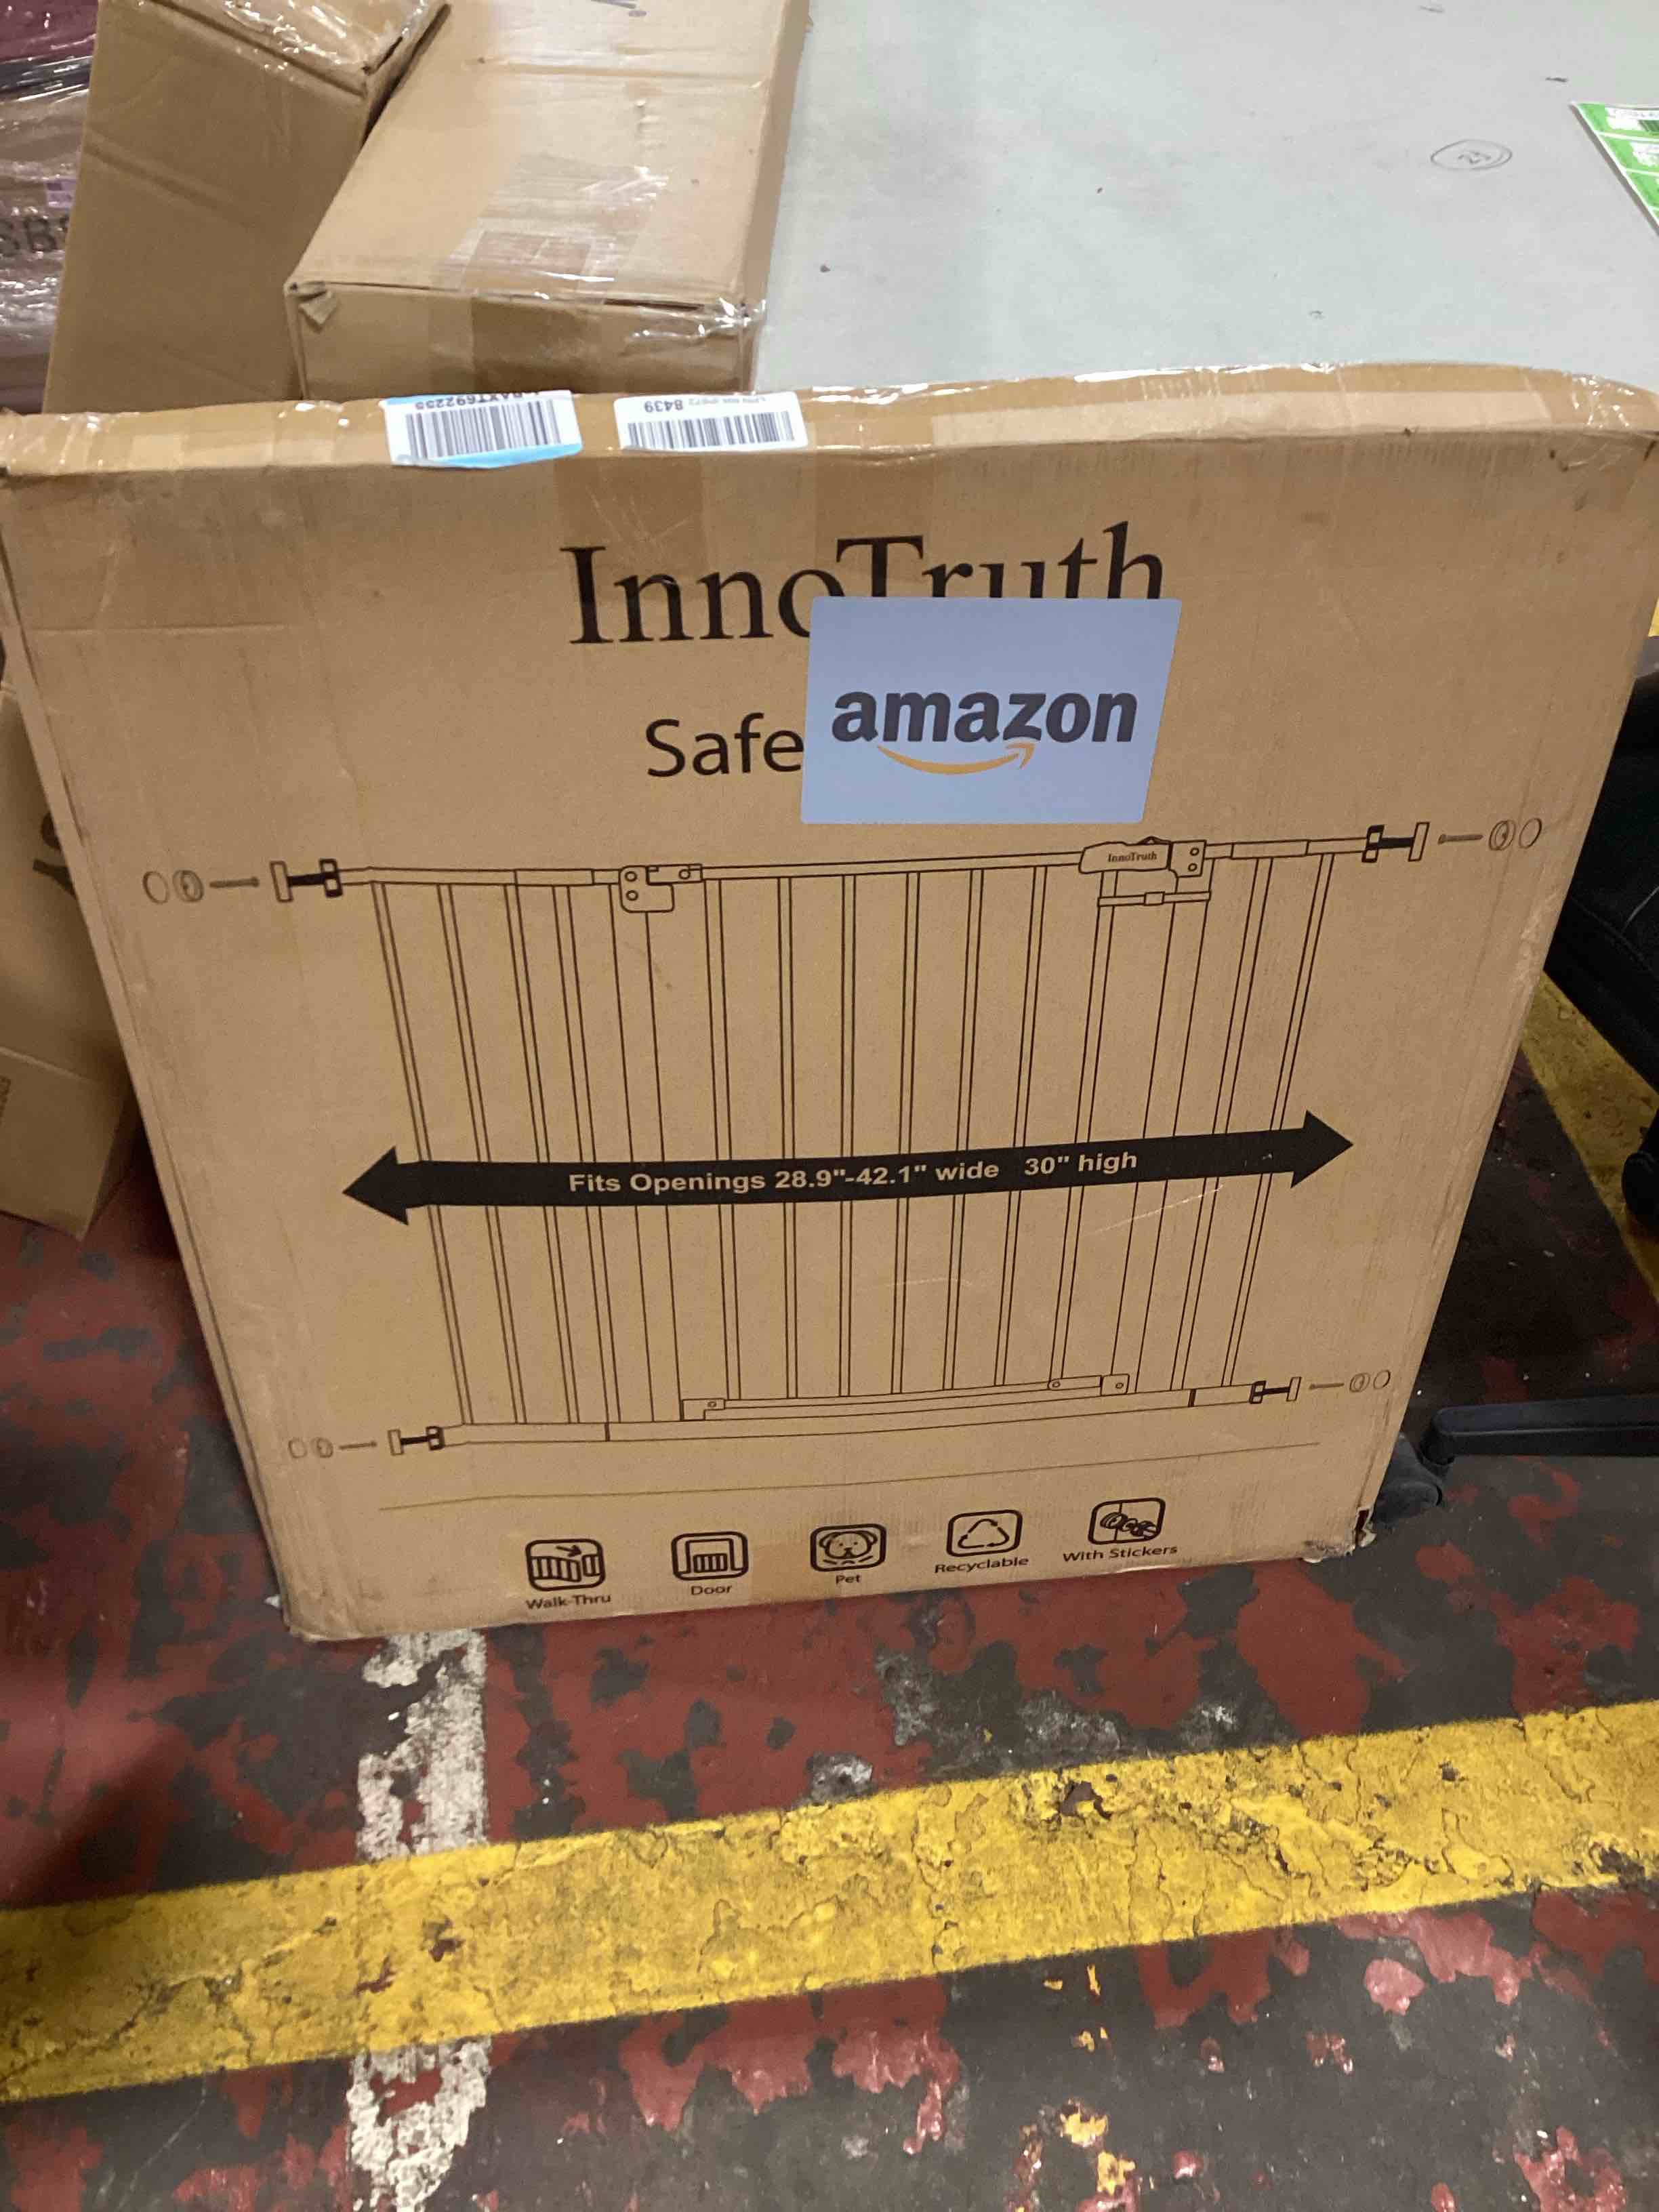 8439
InnoTruth
Safe
amazon
InnoTruth
Fits Openings 28.9"-42.1" wide 30" high
Walk-Thru
Door
Pet
Recyclable
With Stickers
23